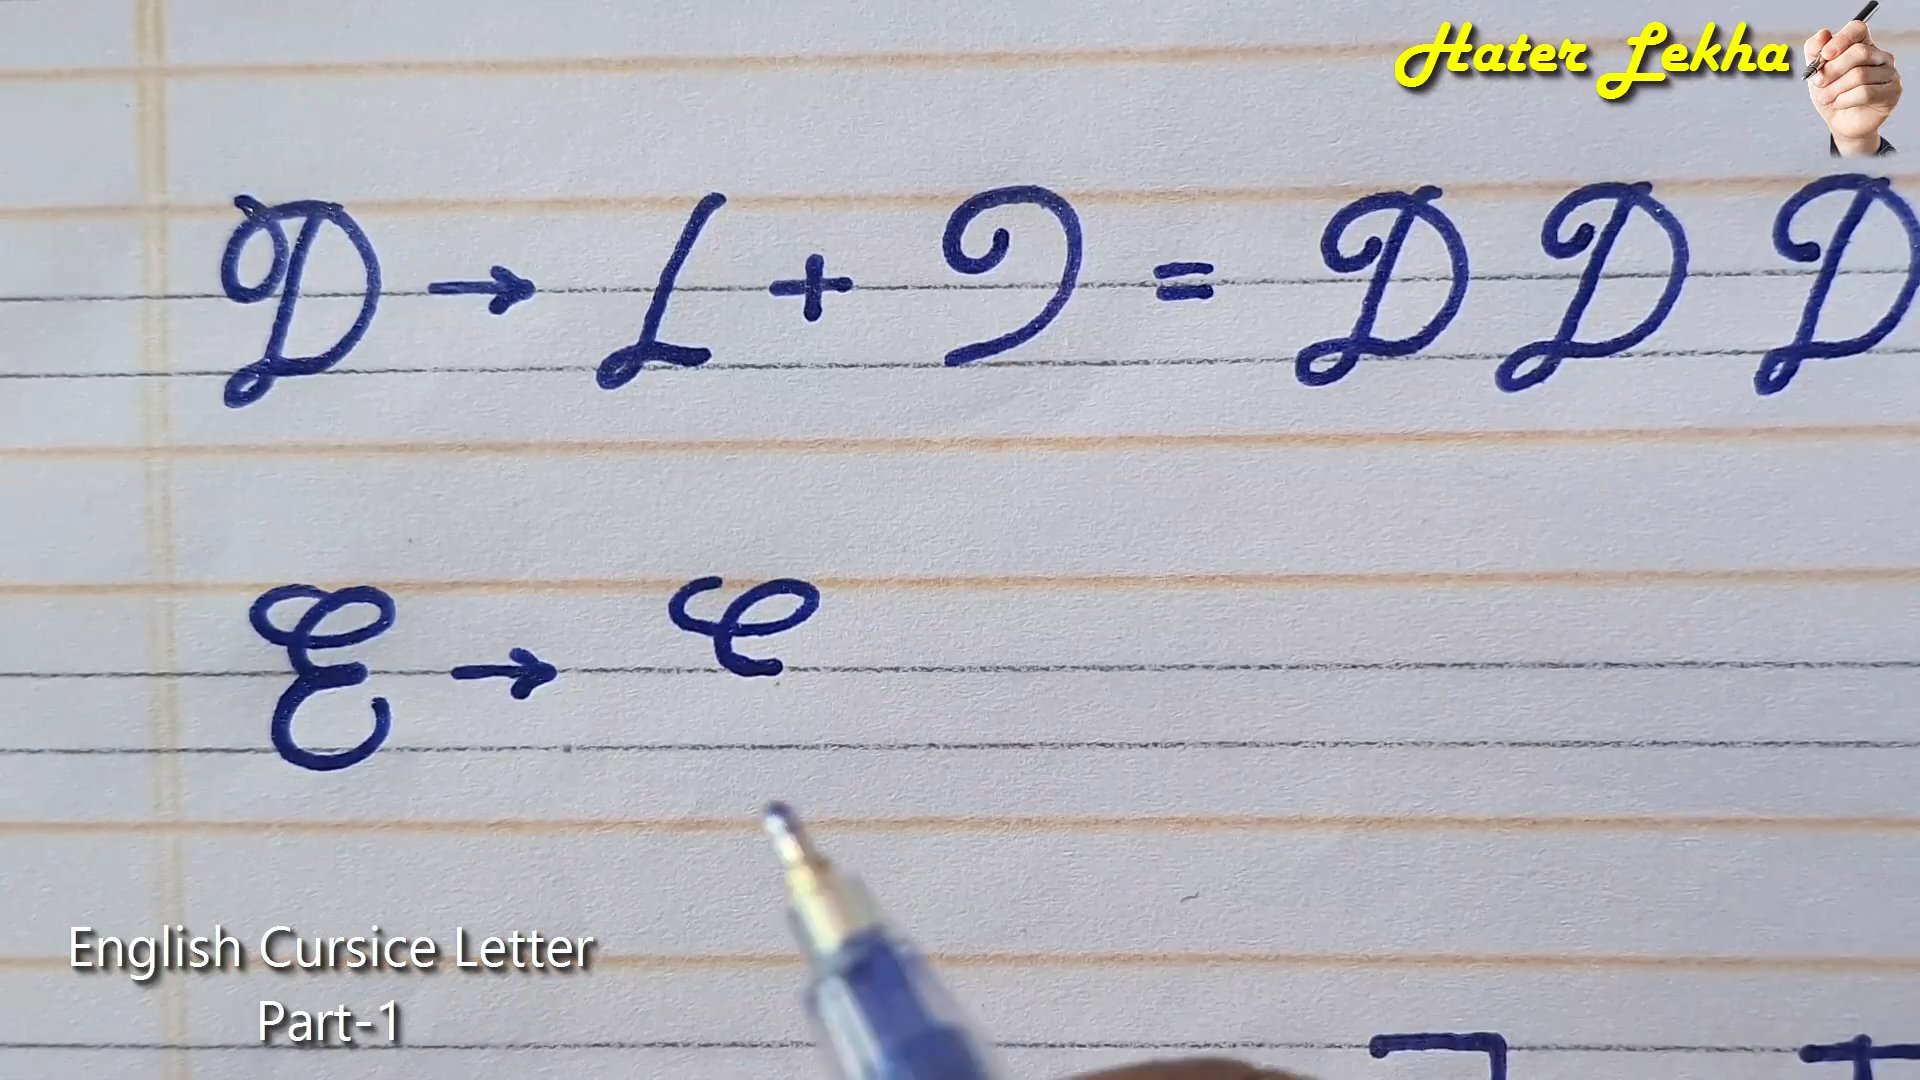 Hater Lekha
D → L + = D D D
E →
English Cursice Letter
Part-1